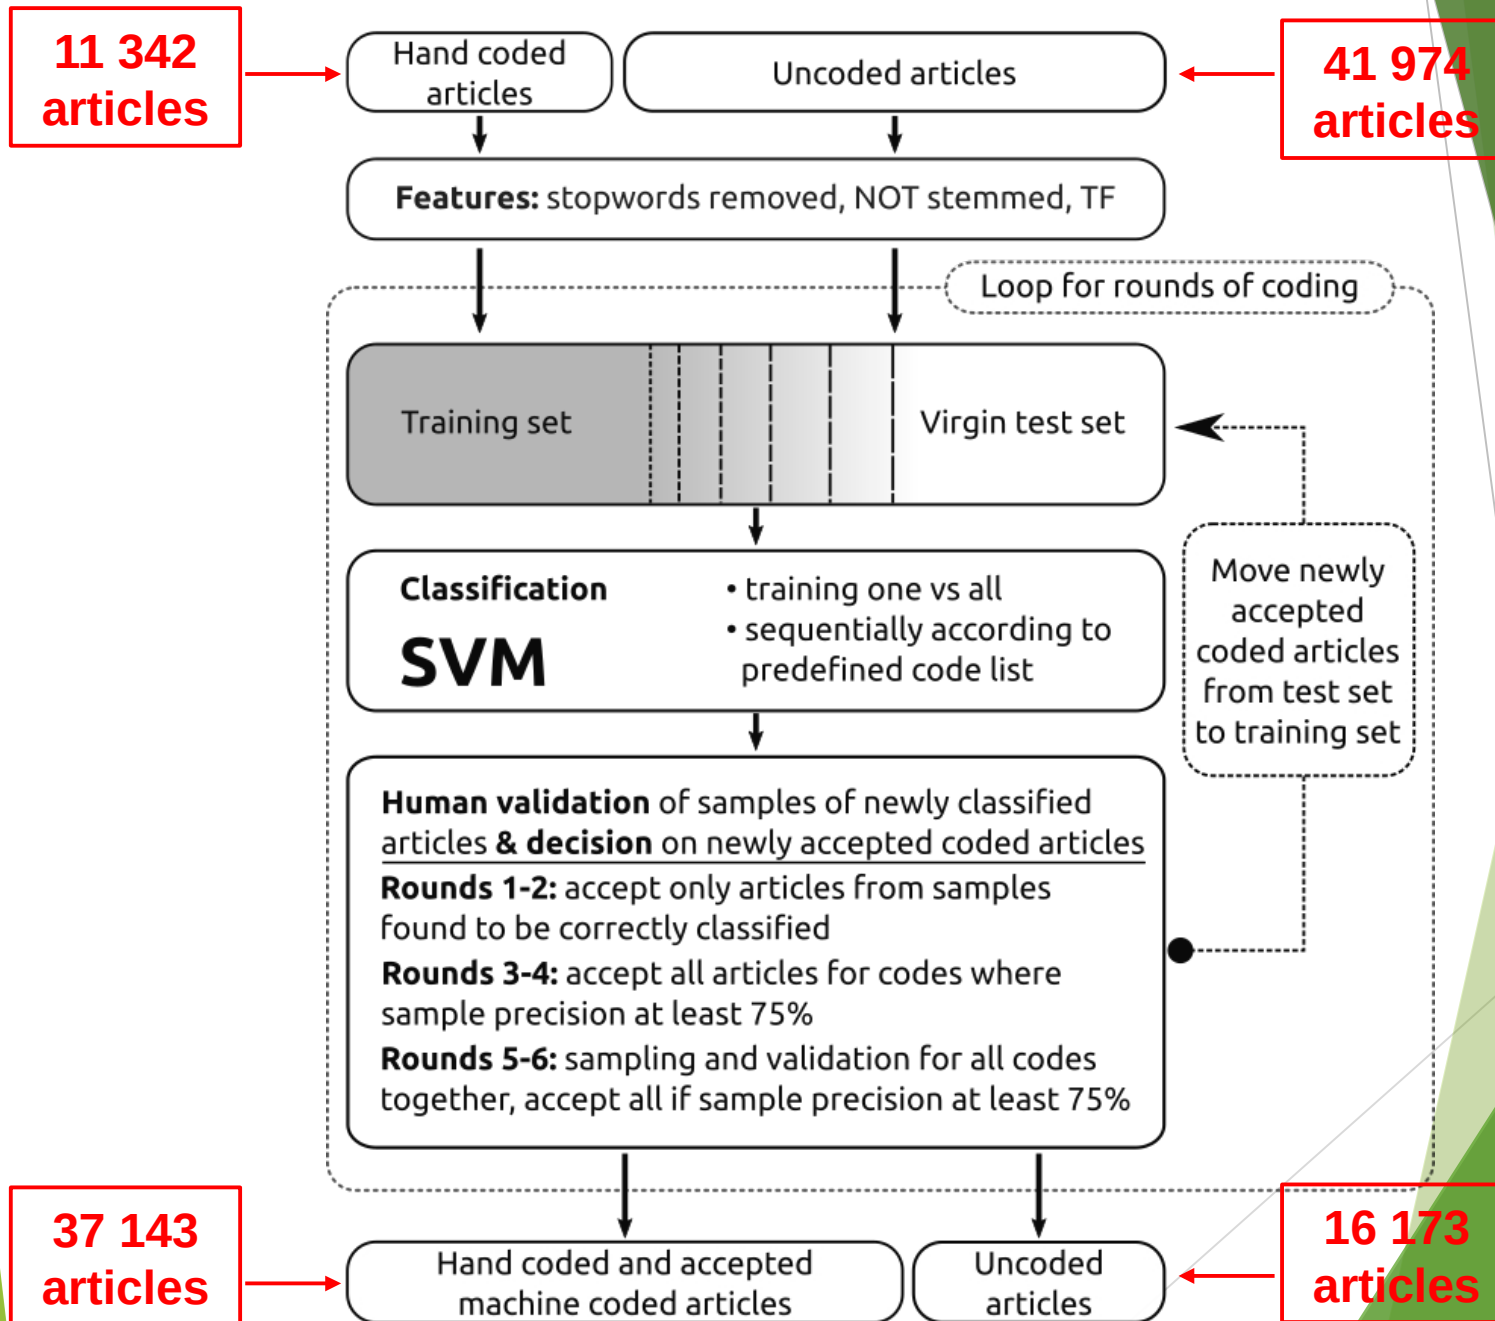 11 342
articles
Hand coded
articles
Uncoded articles
41 974
articles
Features: stopwords removed, NOT stemmed, TF
Loop for rounds of coding
Training set
Virgin test set
Classification
SVM
• training one vs all
• sequentially according to
predefined code list
Move newly
accepted
coded articles
from test set
to training set
Human validation of samples of newly classified
articles & decision on newly accepted coded articles
Rounds 1-2: accept only articles from samples
found to be correctly classified
Rounds 3-4: accept all articles for codes where
sample precision at least 75%
Rounds 5-6: sampling and validation for all codes
together, accept all if sample precision at least 75%
37 143
articles
Hand coded and accepted
machine coded articles
Uncoded
articles
16 173
articles